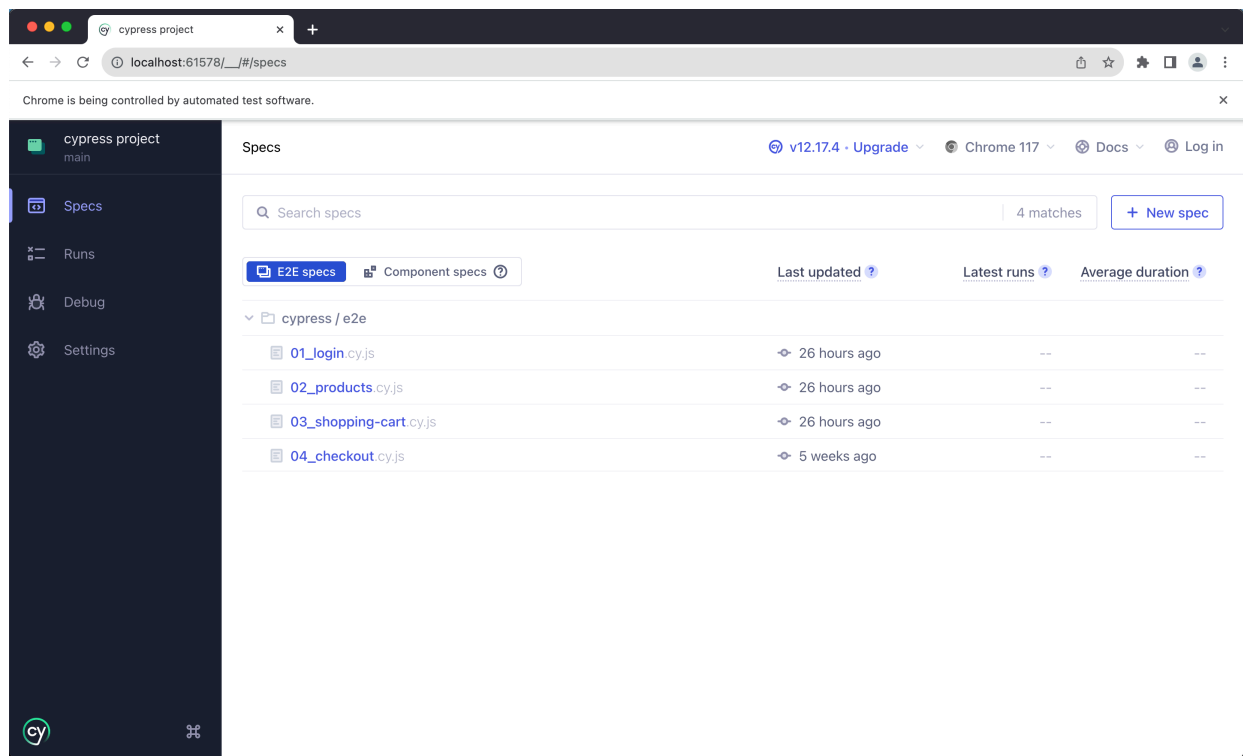 cypress project
localhost:61578/__/#/specs
Chrome is being controlled by automated test software.
cypress project
main
Specs
Runs
Debug
Settings
cy
Specs
v12.17.4 • Upgrade
Chrome 117
Docs
Log in
Search specs
4 matches
+ New spec
E2E specs
Component specs ?
Last updated ?
Latest runs ?
Average duration ?
cypress / e2e
01_login.cy.js 26 hours ago -- --
02_products.cy.js 26 hours ago -- --
03_shopping-cart.cy.js 26 hours ago -- --
04_checkout.cy.js 5 weeks ago -- --